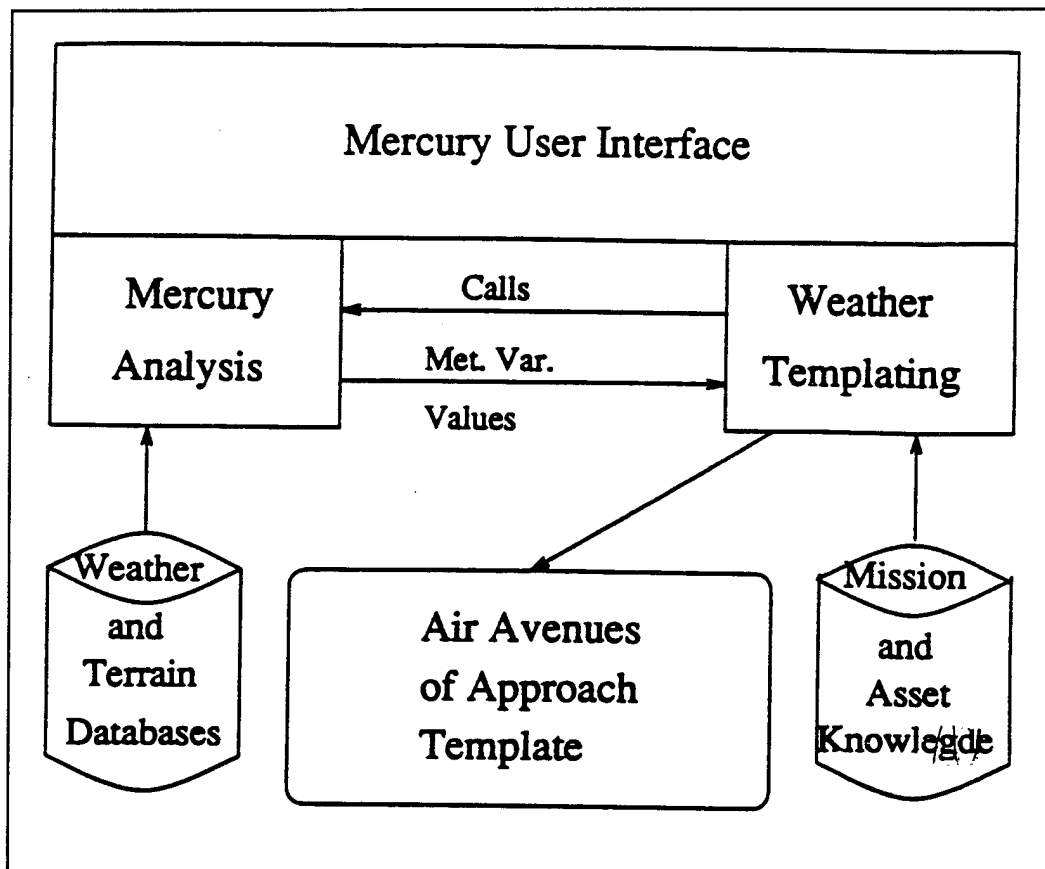 Mercury User Interface
Mercury
Analysis
Calls
Met. Var.
Values
Weather
Templating
Weather
and
Terrain
Databases
Air Avenues
of Approach
Template
Mission
and
Asset
Knowlegde